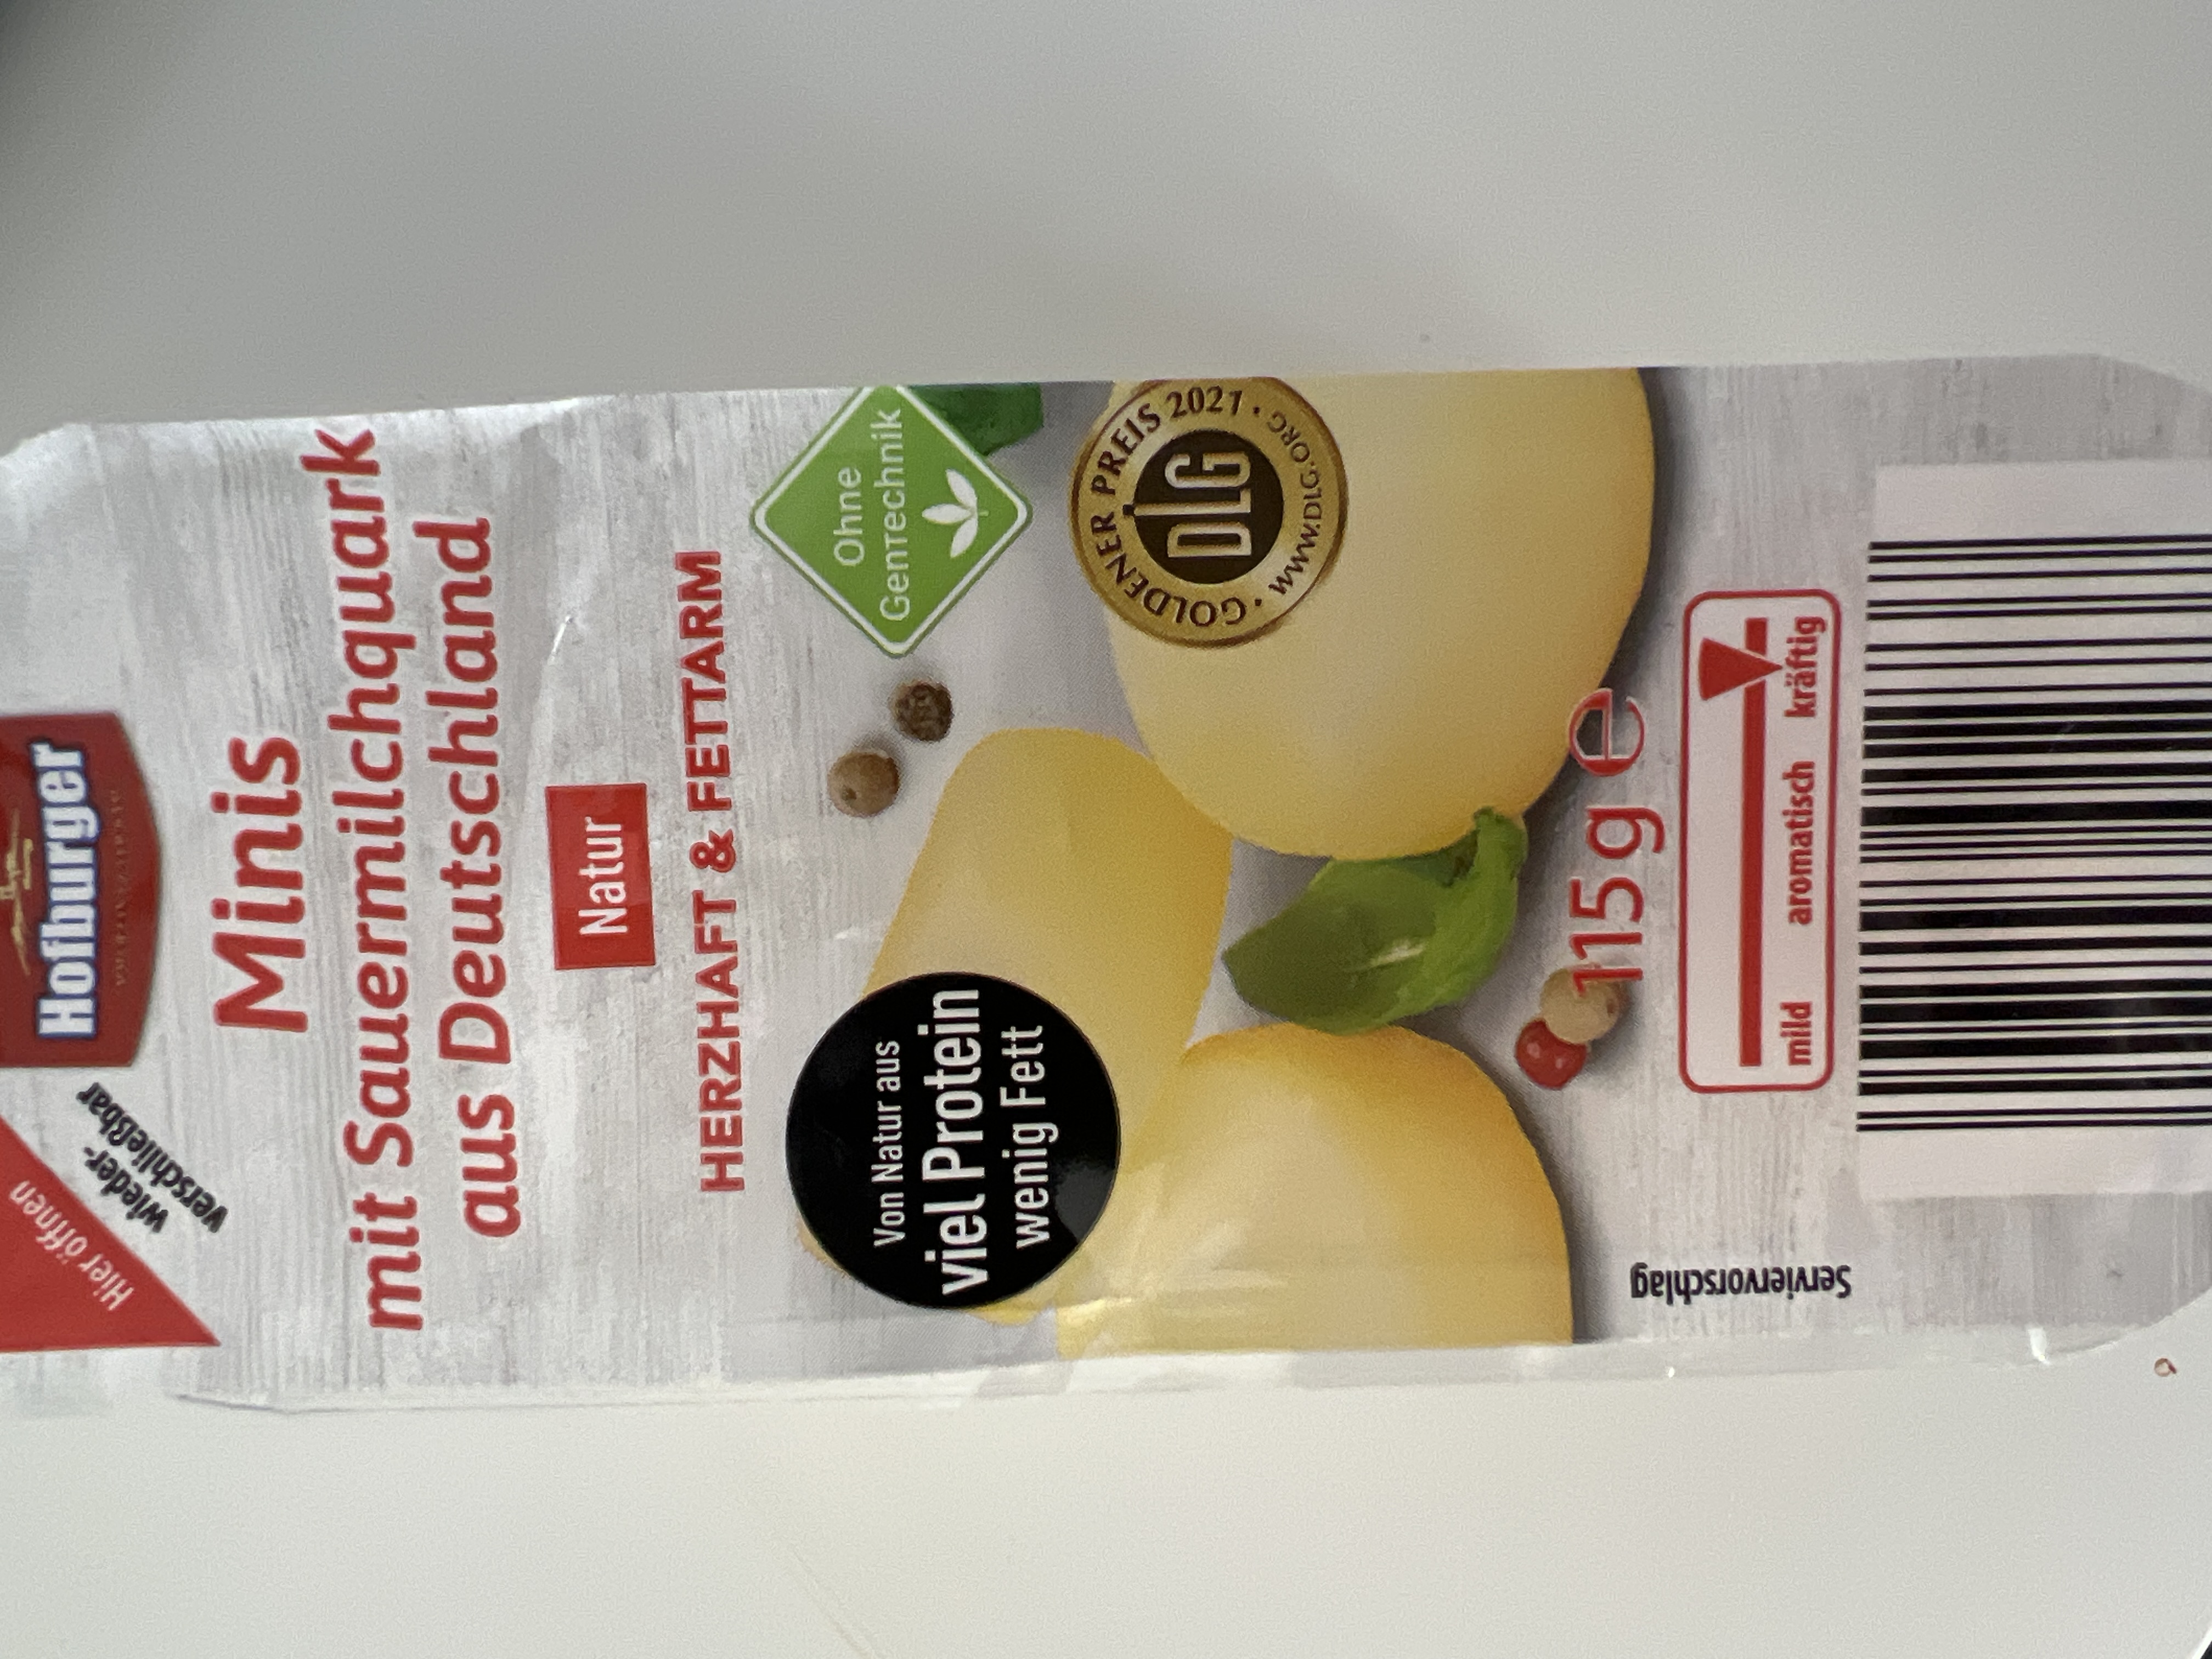 Hier öffnen
wieder-
verschließbar
Hofburger
Minis
mit Sauermilchquark
aus Deutschland
Natur
HERZHAFT & FETTARM
Ohne
GenTechnik
Von Natur aus
viel Protein
wenig Fett
GOLDENER PREIS 2021
DLG
WWW.DLG.ORG
115 g e
mild aromatisch kräftig
Serviervorschlag